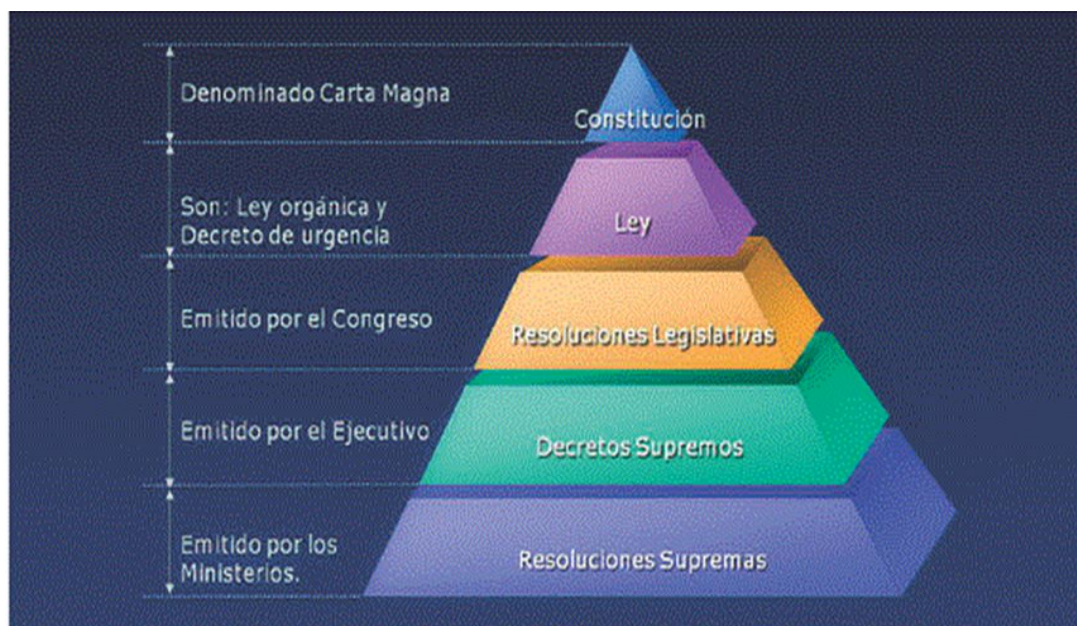 Denominado Carta Magna
Constitución
Son: Ley orgánica y
Decreto de urgencia
Ley
Emitido por el Congreso
Resoluciones Legislativas
Emitido por el Ejecutivo
Decretos Supremos
Emitido por los
Ministerios.
Resoluciones Supremas